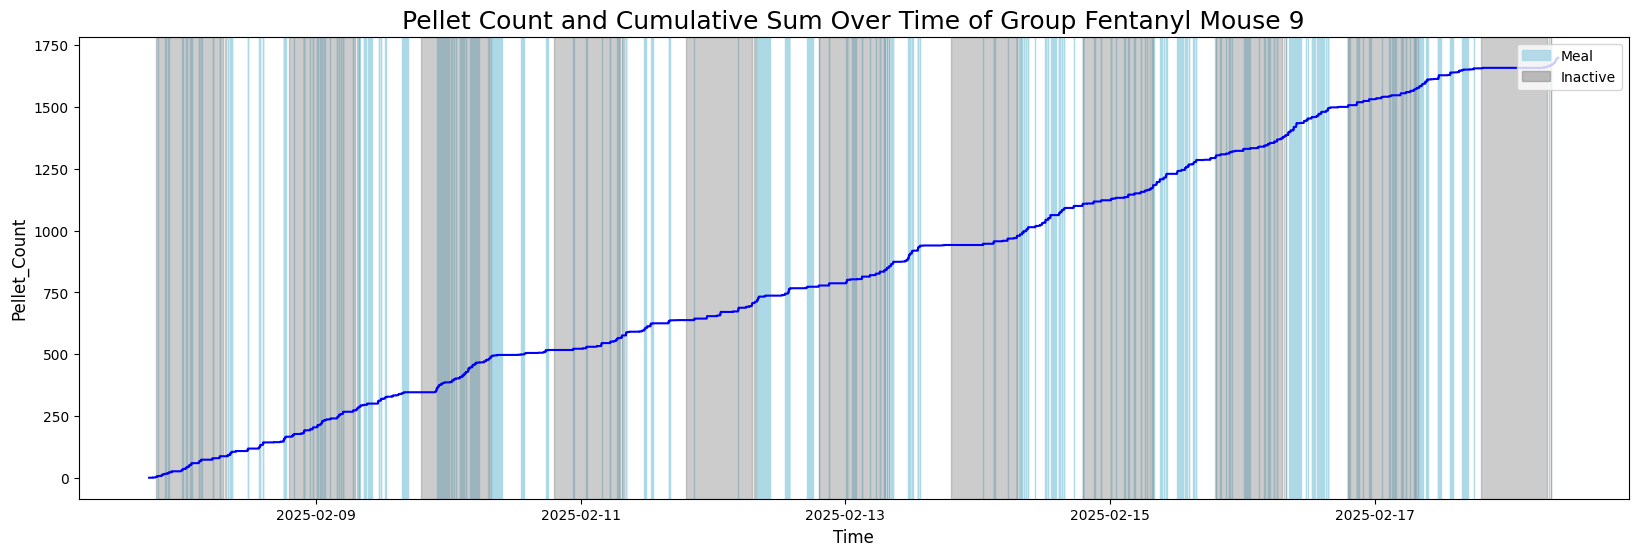 Pellet Count and Cumulative Sum Over Time of Group Fentanyl Mouse 9
Pellet_Count
1750
1500
1250
1000
750
500
250
0
Meal
Inactive
2025-02-09
2025-02-11
2025-02-13
2025-02-15
2025-02-17
Time